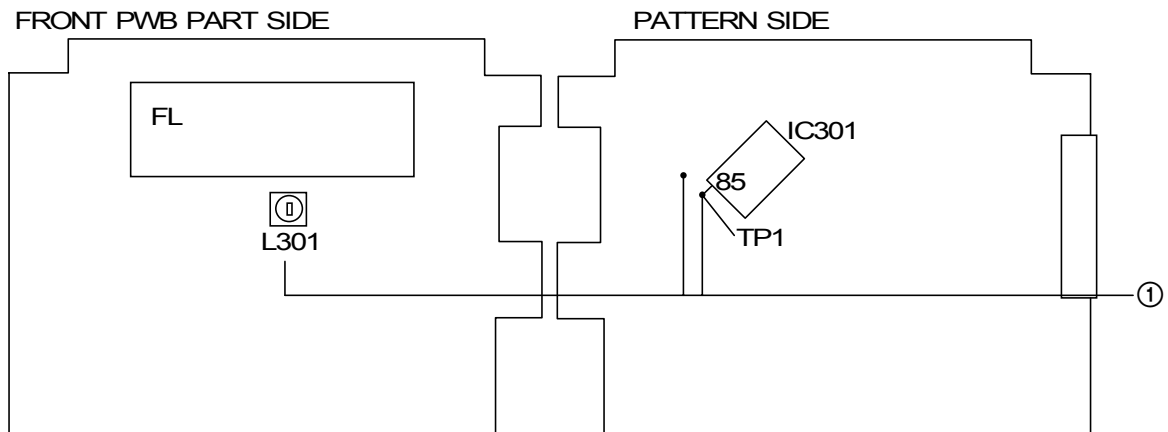 FRONT PWB PART SIDE
PATTERN SIDE
FL
L301
IC301
85
TP1
①